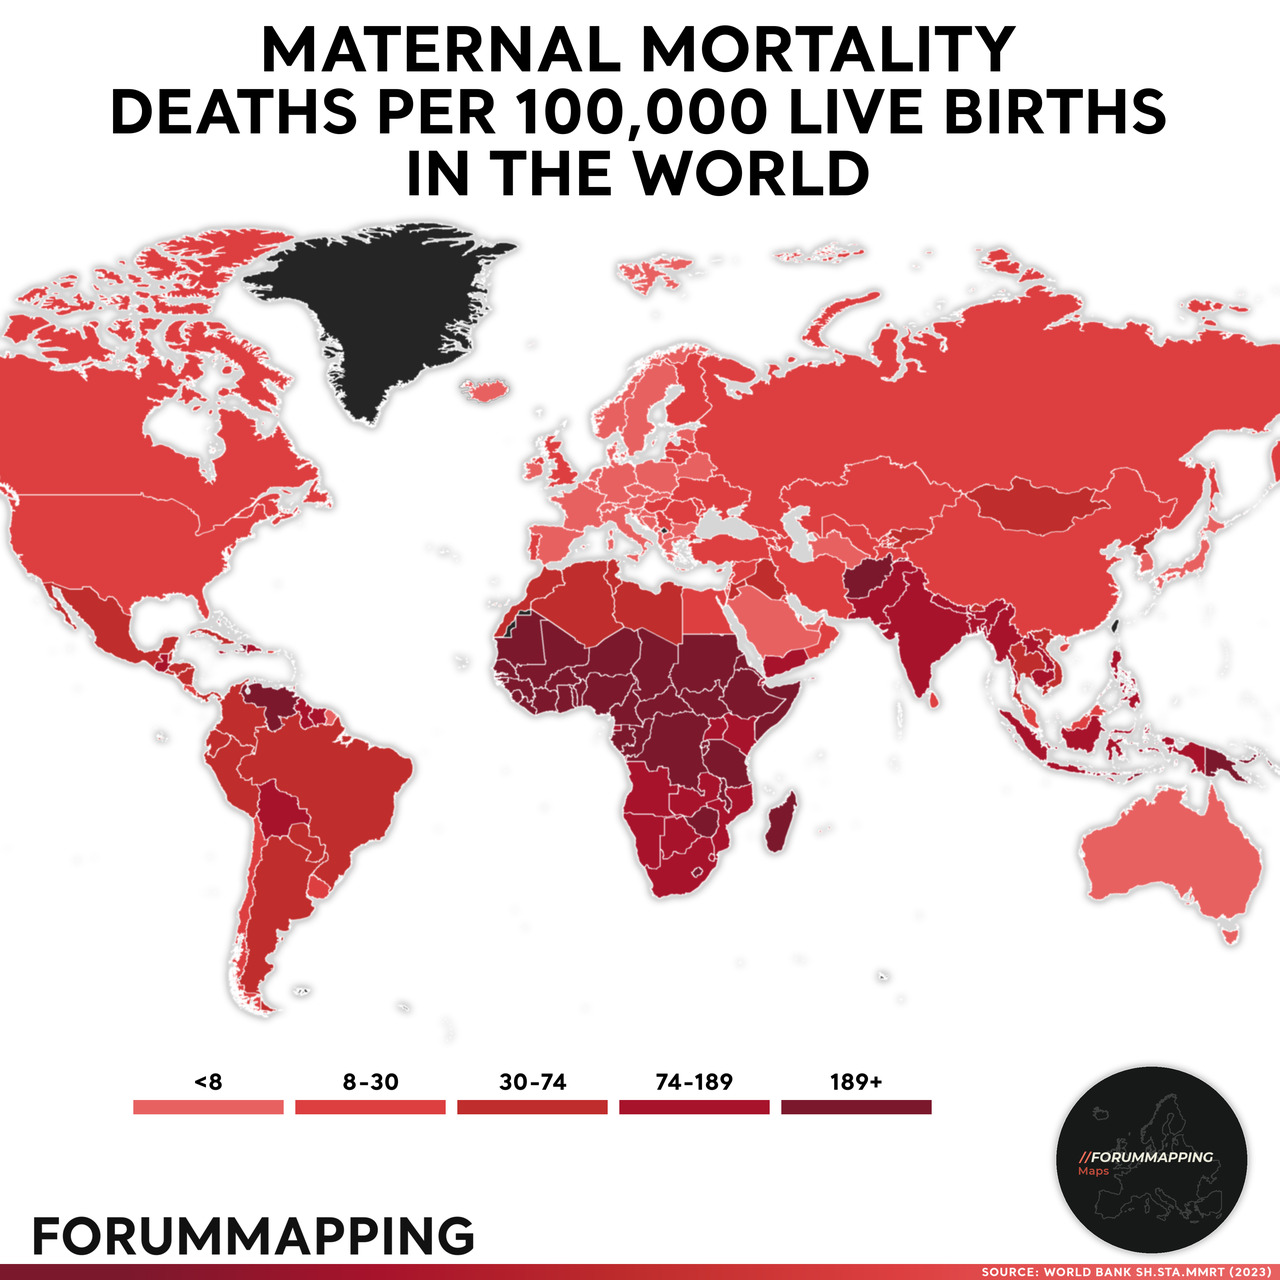 MATERNAL MORTALITY
DEATHS PER 100,000 LIVE BIRTHS
IN THE WORLD
<8 8-30 30-74 74-189 189+
//FORUMMAPPING
Maps
FORUMMAPPING
SOURCE: WORLD BANK SH.STA.MMRT (2023)